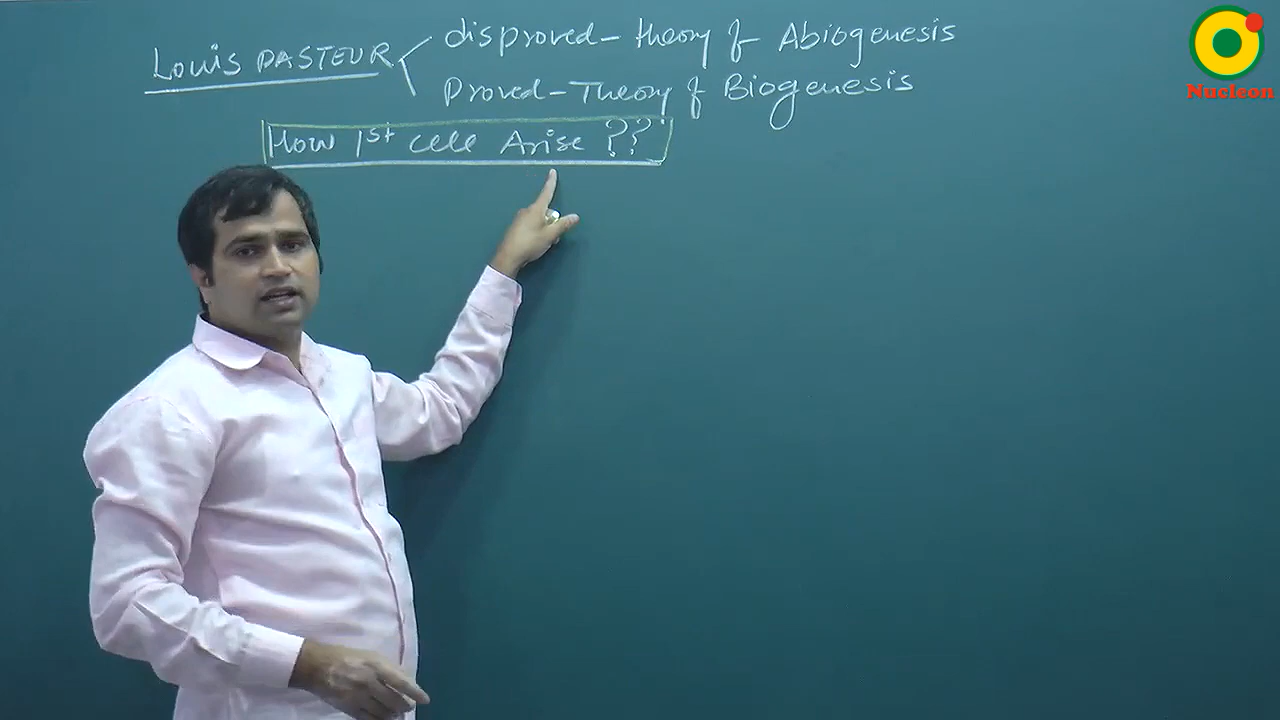 Louis PASTEUR
disproved - theory of Abiogenesis
Proved - Theory of Biogenesis
How 1st cell Arise ??
Nucleon